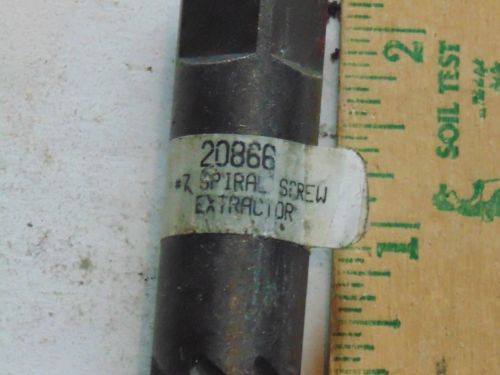 20866
#7 SPIRAL SCREW
EXTRACTOR
2
SOIL TEST
1